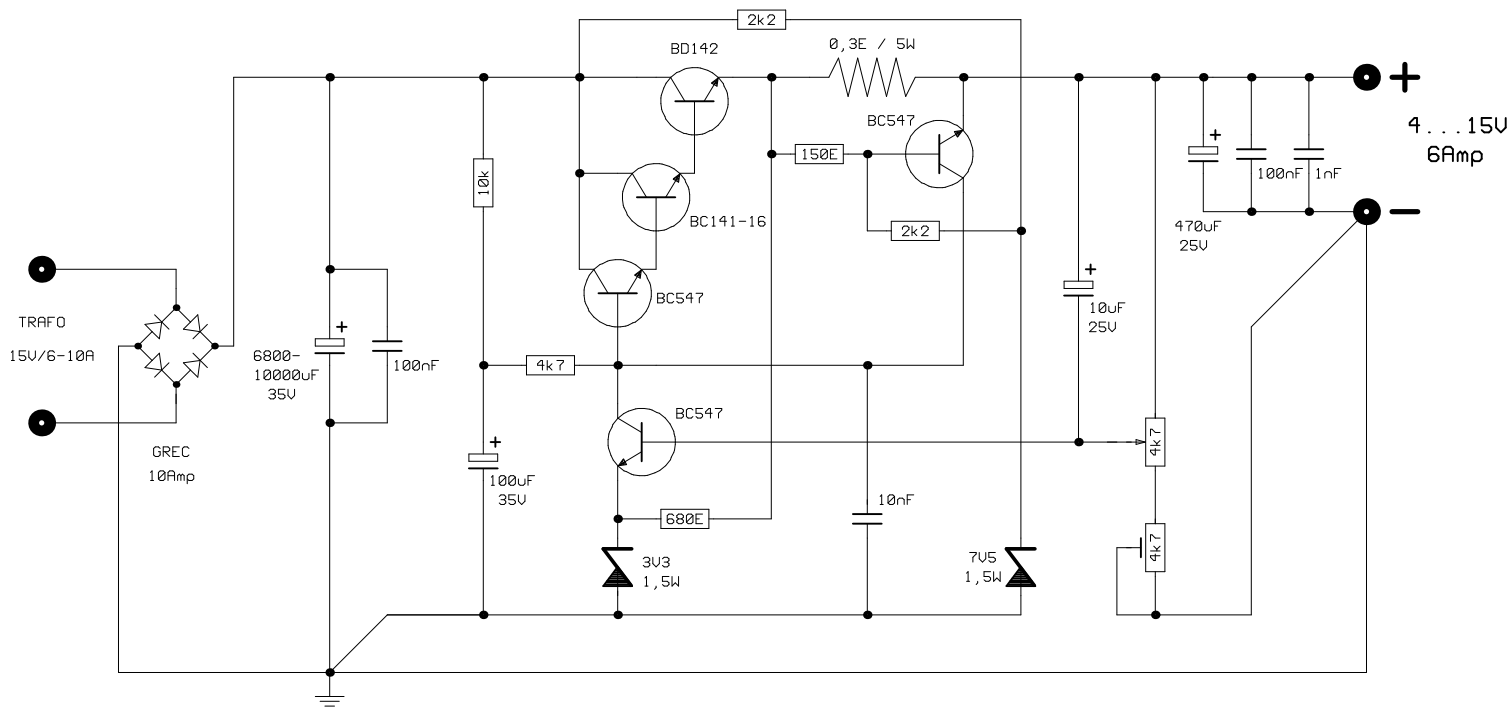 2k2
BD142
0,3E / 5W
+
BC547
4...15V
6Amp
150E
+
10k
100nF
1nF
BC141-16
2k2
470uF
25V
−
BC547
+
10uF
25V
TRAFO
15V/6-10A
+
6800-
10000uF
35V
100nF
4k7
BC547
4k7
GREC
10Amp
+
100uF
35V
10nF
680E
3V3
1,5W
7V5
1,5W
4k7